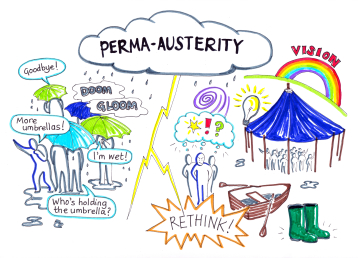 PERMA-AUSTERITY
VISION
Goodbye!
DOOM
GLOOM
More
umbrellas!
I'm wet!
Who's holding
the umbrella?
!?
RETHINK!